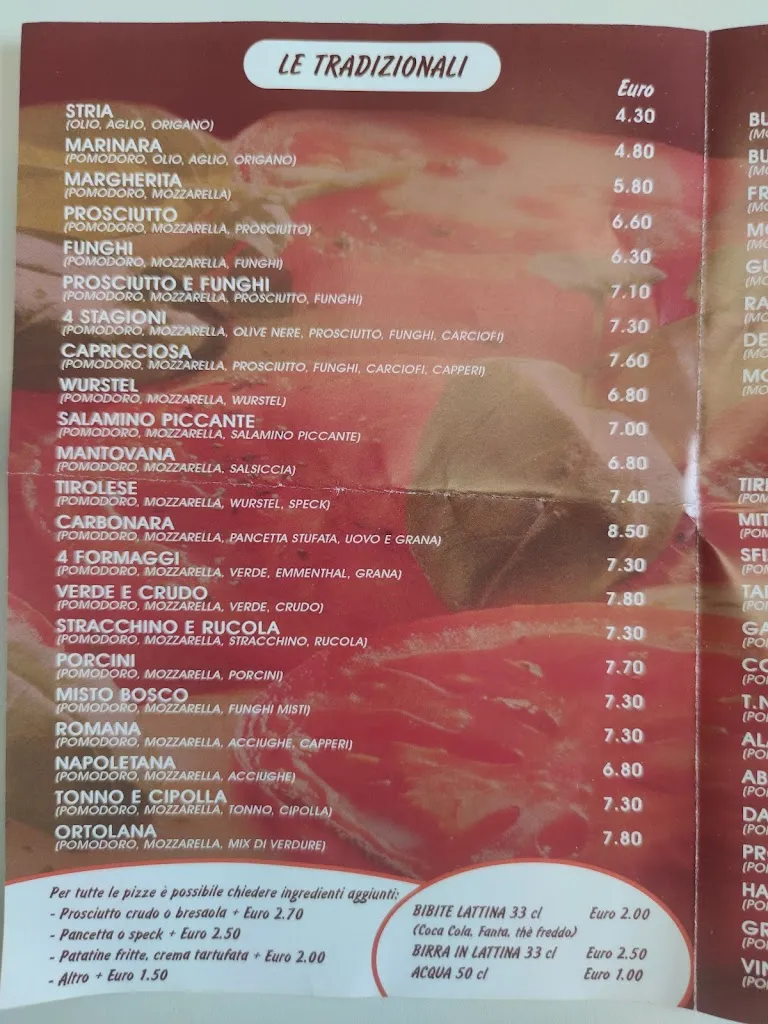 LE TRADIZIONALI
Euro
STRIA 4.30
(OLIO, AGLIO, ORIGANO)
MARINARA 4.80
(POMODORO, OLIO, AGLIO, ORIGANO)
MARGHERITA 5.80
(POMODORO, MOZZARELLA)
PROSCIUTTO 6.60
(POMODORO, MOZZARELLA, PROSCIUTTO)
FUNGHI 6.30
(POMODORO, MOZZARELLA, FUNGHI)
PROSCIUTTO E FUNGHI 7.10
(POMODORO, MOZZARELLA, PROSCIUTTO, FUNGHI)
4 STAGIONI 7.30
(POMODORO, MOZZARELLA, OLIVE NERE, PROSCIUTTO, FUNGHI, CARCIOFI)
CAPRICCIOSA 7.60
(POMODORO, MOZZARELLA, PROSCIUTTO, FUNGHI, CARCIOFI, CAPPERI)
WURSTEL 6.80
(POMODORO, MOZZARELLA, WURSTEL)
SALAMINO PICCANTE 7.00
(POMODORO, MOZZARELLA, SALAMINO PICCANTE)
MANTOVANA 6.80
(POMODORO, MOZZARELLA, SALSICCIA)
TIROLESE 7.40
(POMODORO, MOZZARELLA, WURSTEL, SPECK)
CARBONARA 8.50
(POMODORO, MOZZARELLA, PANCETTA STUFATA, UOVO E GRANA)
4 FORMAGGI 7.30
(POMODORO, MOZZARELLA, VERDE, EMMENTHAL, GRANA)
VERDE E CRUDO 7.80
(POMODORO, MOZZARELLA, VERDE, CRUDO)
STRACCHINO E RUCOLA 7.30
(POMODORO, MOZZARELLA, STRACCHINO, RUCOLA)
PORCINI 7.70
(POMODORO, MOZZARELLA, PORCINI)
MISTO BOSCO 7.30
(POMODORO, MOZZARELLA, FUNGHI MISTI)
ROMANA 7.30
(POMODORO, MOZZARELLA, ACCIUGHE, CAPPERI)
NAPOLETANA 6.80
(POMODORO, MOZZARELLA, ACCIUGHE)
TONNO E CIPOLLA 7.30
(POMODORO, MOZZARELLA, TONNO, CIPOLLA)
ORTOLANA 7.80
(POMODORO, MOZZARELLA, MIX DI VERDURE)
Per tutte le pizze è possibile chiedere ingredienti aggiunti:
- Prosciutto crudo o bresaola + Euro 2.70
- Pancetta o speck + Euro 2.50
- Patatine fritte, crema tartufata + Euro 2.00
- Altro + Euro 1.50
BIBITE LATTINA 33 cl Euro 2.00
(Coca Cola, Fanta, thè freddo)
BIRRA IN LATTINA 33 cl Euro 2.50
ACQUA 50 cl Euro 1.00